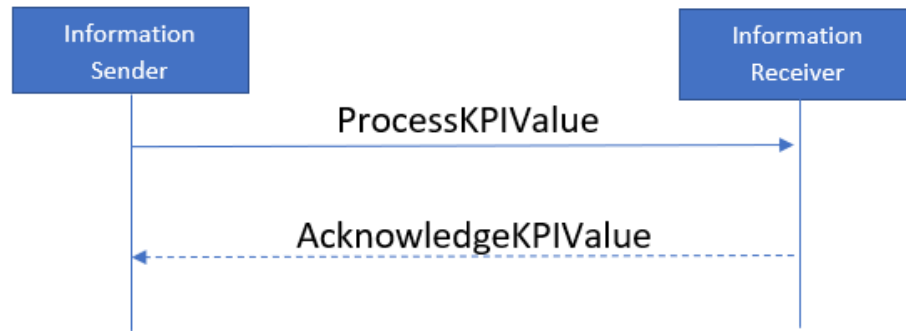 Information
Sender
Information
Receiver
ProcessKPIValue
AcknowledgeKPIValue